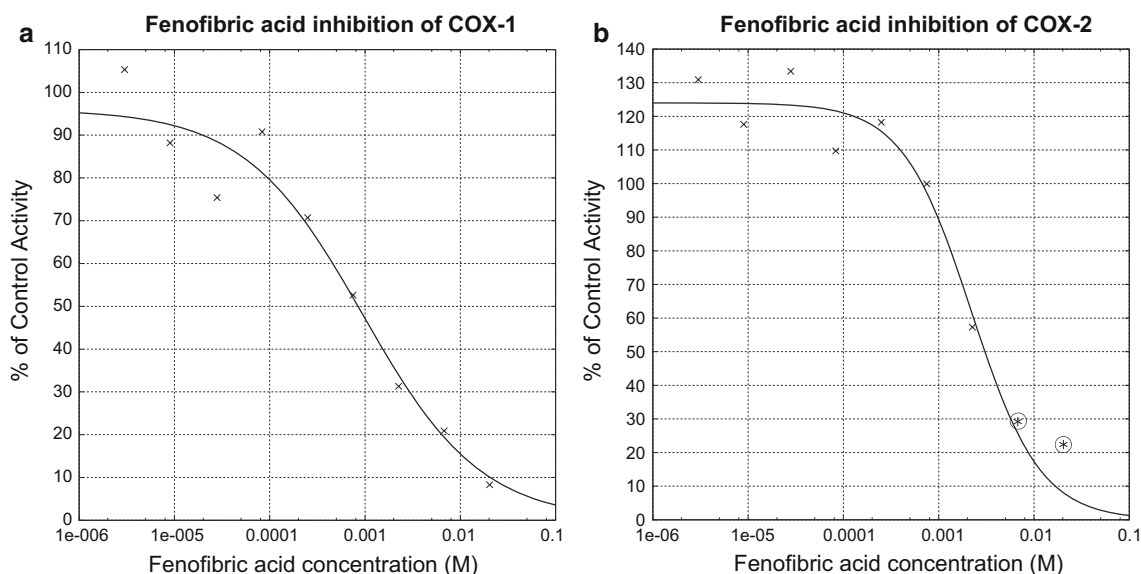 a
Fenofibric acid inhibition of COX-1
110
100
90
80
70
60
50
40
30
20
10
0
% of Control Activity
1e-006 1e-005 0.0001 0.001 0.01 0.1
Fenofibric acid concentration (M)
b
Fenofibric acid inhibition of COX-2
140
130
120
110
100
90
80
70
60
50
40
30
20
10
0
% of Control Activity
1e-006 1e-005 0.0001 0.001 0.01 0.1
Fenofibric acid concentration (M)